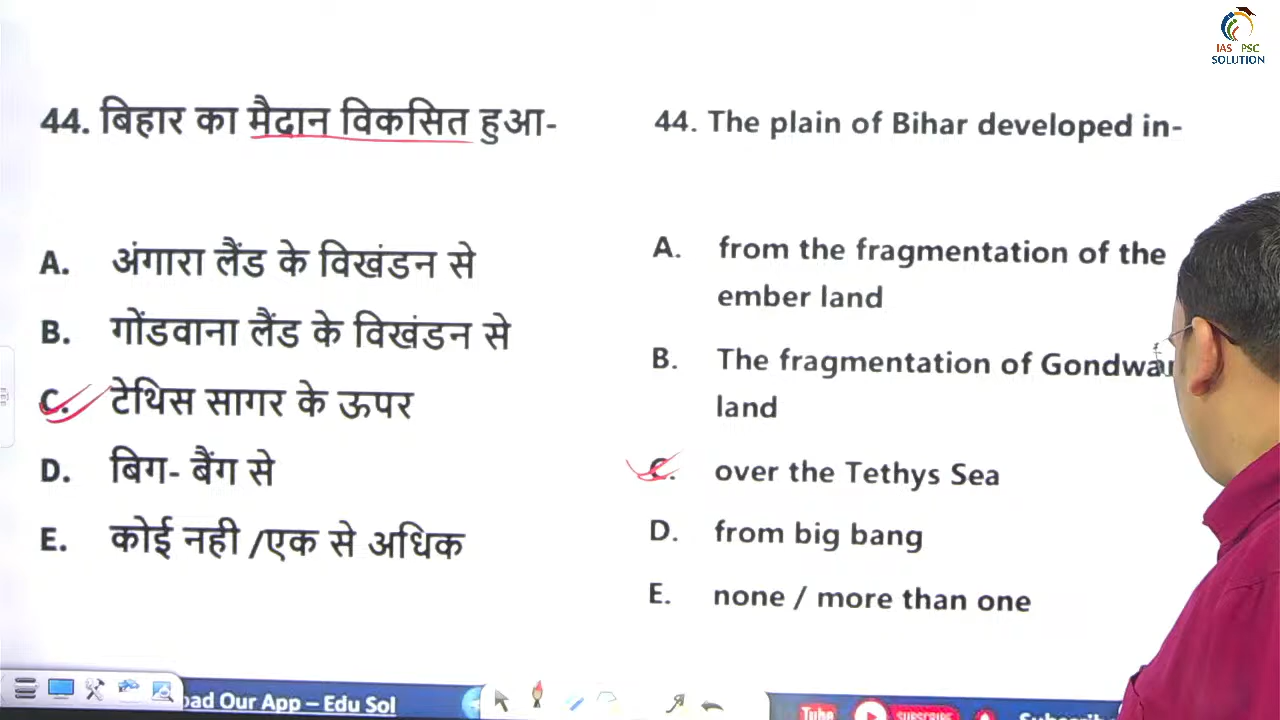 IAS PSC
SOLUTION
44. बिहार का मैदान विकसित हुआ-
A. अंगारा लैंड के विखंडन से
B. गोंडवाना लैंड के विखंडन से
C. टेथिस सागर के ऊपर
D. बिग- बैंग से
E. कोई नही /एक से अधिक
44. The plain of Bihar developed in-
A. from the fragmentation of the
ember land
B. The fragmentation of
land
C. over the Tethys Sea
D. from big bang
E. none / more than one
Our App – Edu Sol
Tube
SUBSCRIBE